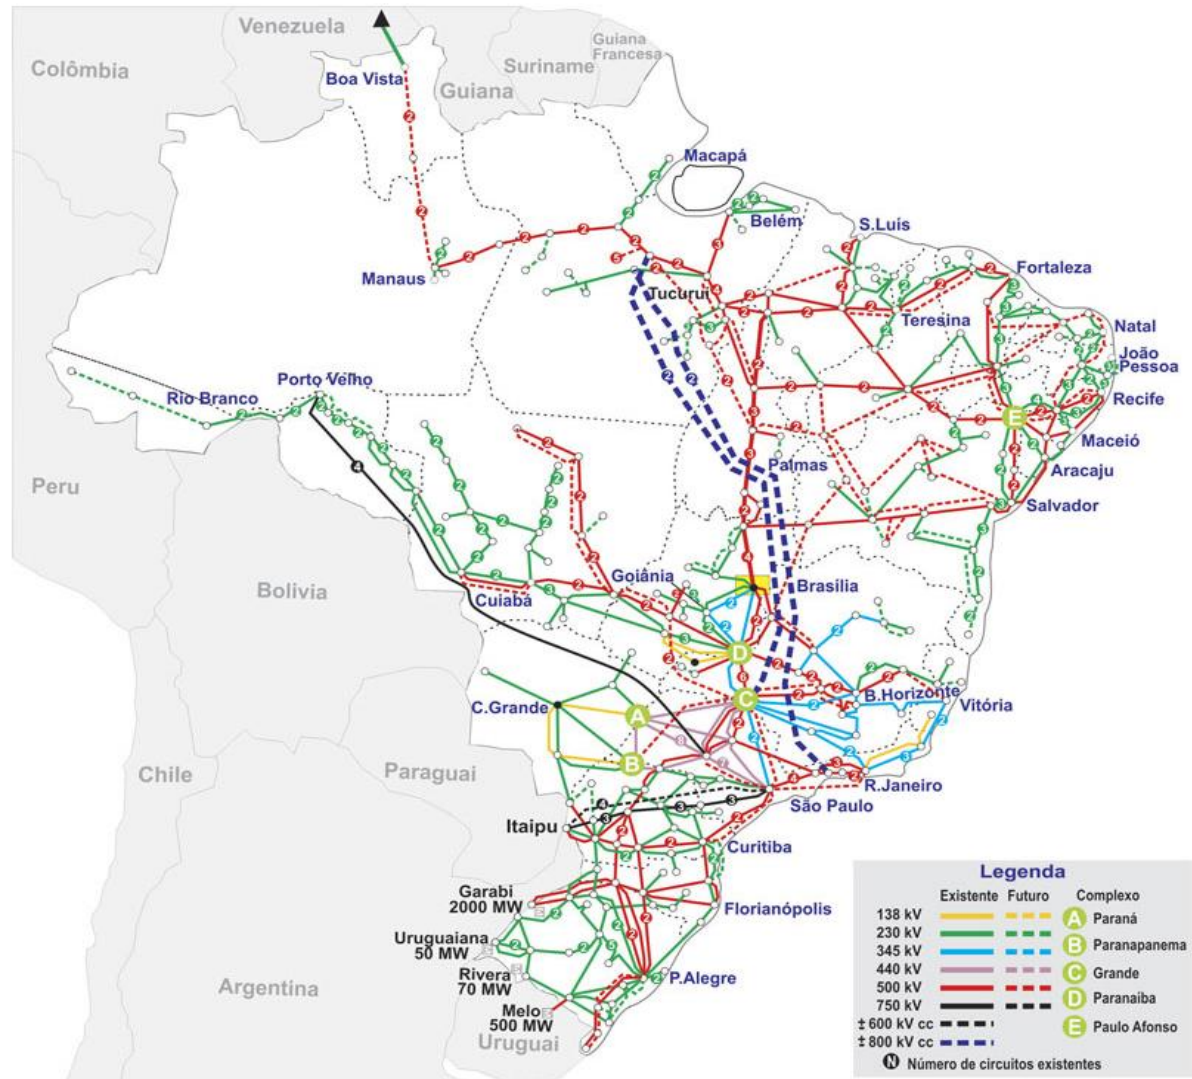 Venezuela
Guiana
Francesa
Colômbia
Suriname
Boa Vista
Guiana
Macapá
Belém
S.Luís
Manaus
Fortaleza
Tucuruí
Teresina
Natal
João
Pessoa
Porto Velho
Rio Branco
Recife
E
Maceió
Palmas
Aracaju
Peru
Salvador
Goiânia
Brasília
Bolivia
Cuiabá
D
B.Horizonte
C
Vitória
C.Grande
A
B
Chile
Paraguai
R.Janeiro
São Paulo
Itaipu
Curitiba
Garabi
2000 MW
Florianópolis
Uruguaiana
50 MW
Rivera
70 MW
P.Alegre
Argentina
Melo
500 MW
Uruguai
Legenda
Existente Futuro Complexo
138 kV A Paraná
230 kV
345 kV B Paranapanema
440 kV C Grande
500 kV D Paranaíba
750 kV
± 600 kV cc E Paulo Afonso
± 800 kV cc
N Número de circuitos existentes